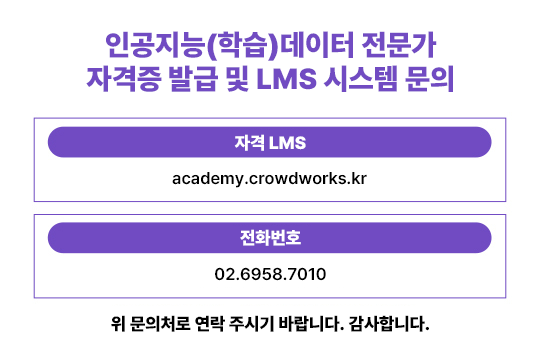 인공지능(학습)데이터 전문가
자격증 발급 및 LMS 시스템 문의
자격 LMS
academy.crowdworks.kr
전화번호
02.6958.7010
위 문의처로 연락 주시기 바랍니다. 감사합니다.